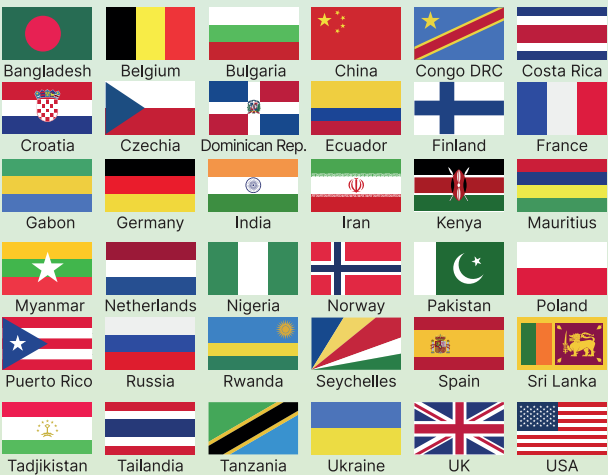 Bangladesh Belgium Bulgaria China Congo DRC Costa Rica
Croatia Czechia Dominican Rep. Ecuador Finland France
Gabon Germany India Iran Kenya Mauritius
Myanmar Netherlands Nigeria Norway Pakistan Poland
Puerto Rico Russia Rwanda Seychelles Spain Sri Lanka
Tadjikistan Tailandia Tanzania Ukraine UK USA